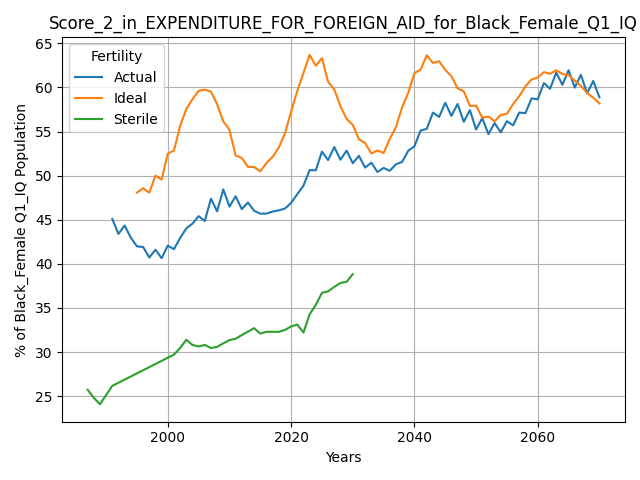 Score_2_in_EXPENDITURE_FOR_FOREIGN_AID_for_Black_Female_Q1_IQ
Fertility
Actual
Ideal
Sterile
% of Black_Female Q1_IQ Population
65
60
55
50
45
40
35
30
25
2000
2020
2040
2060
Years